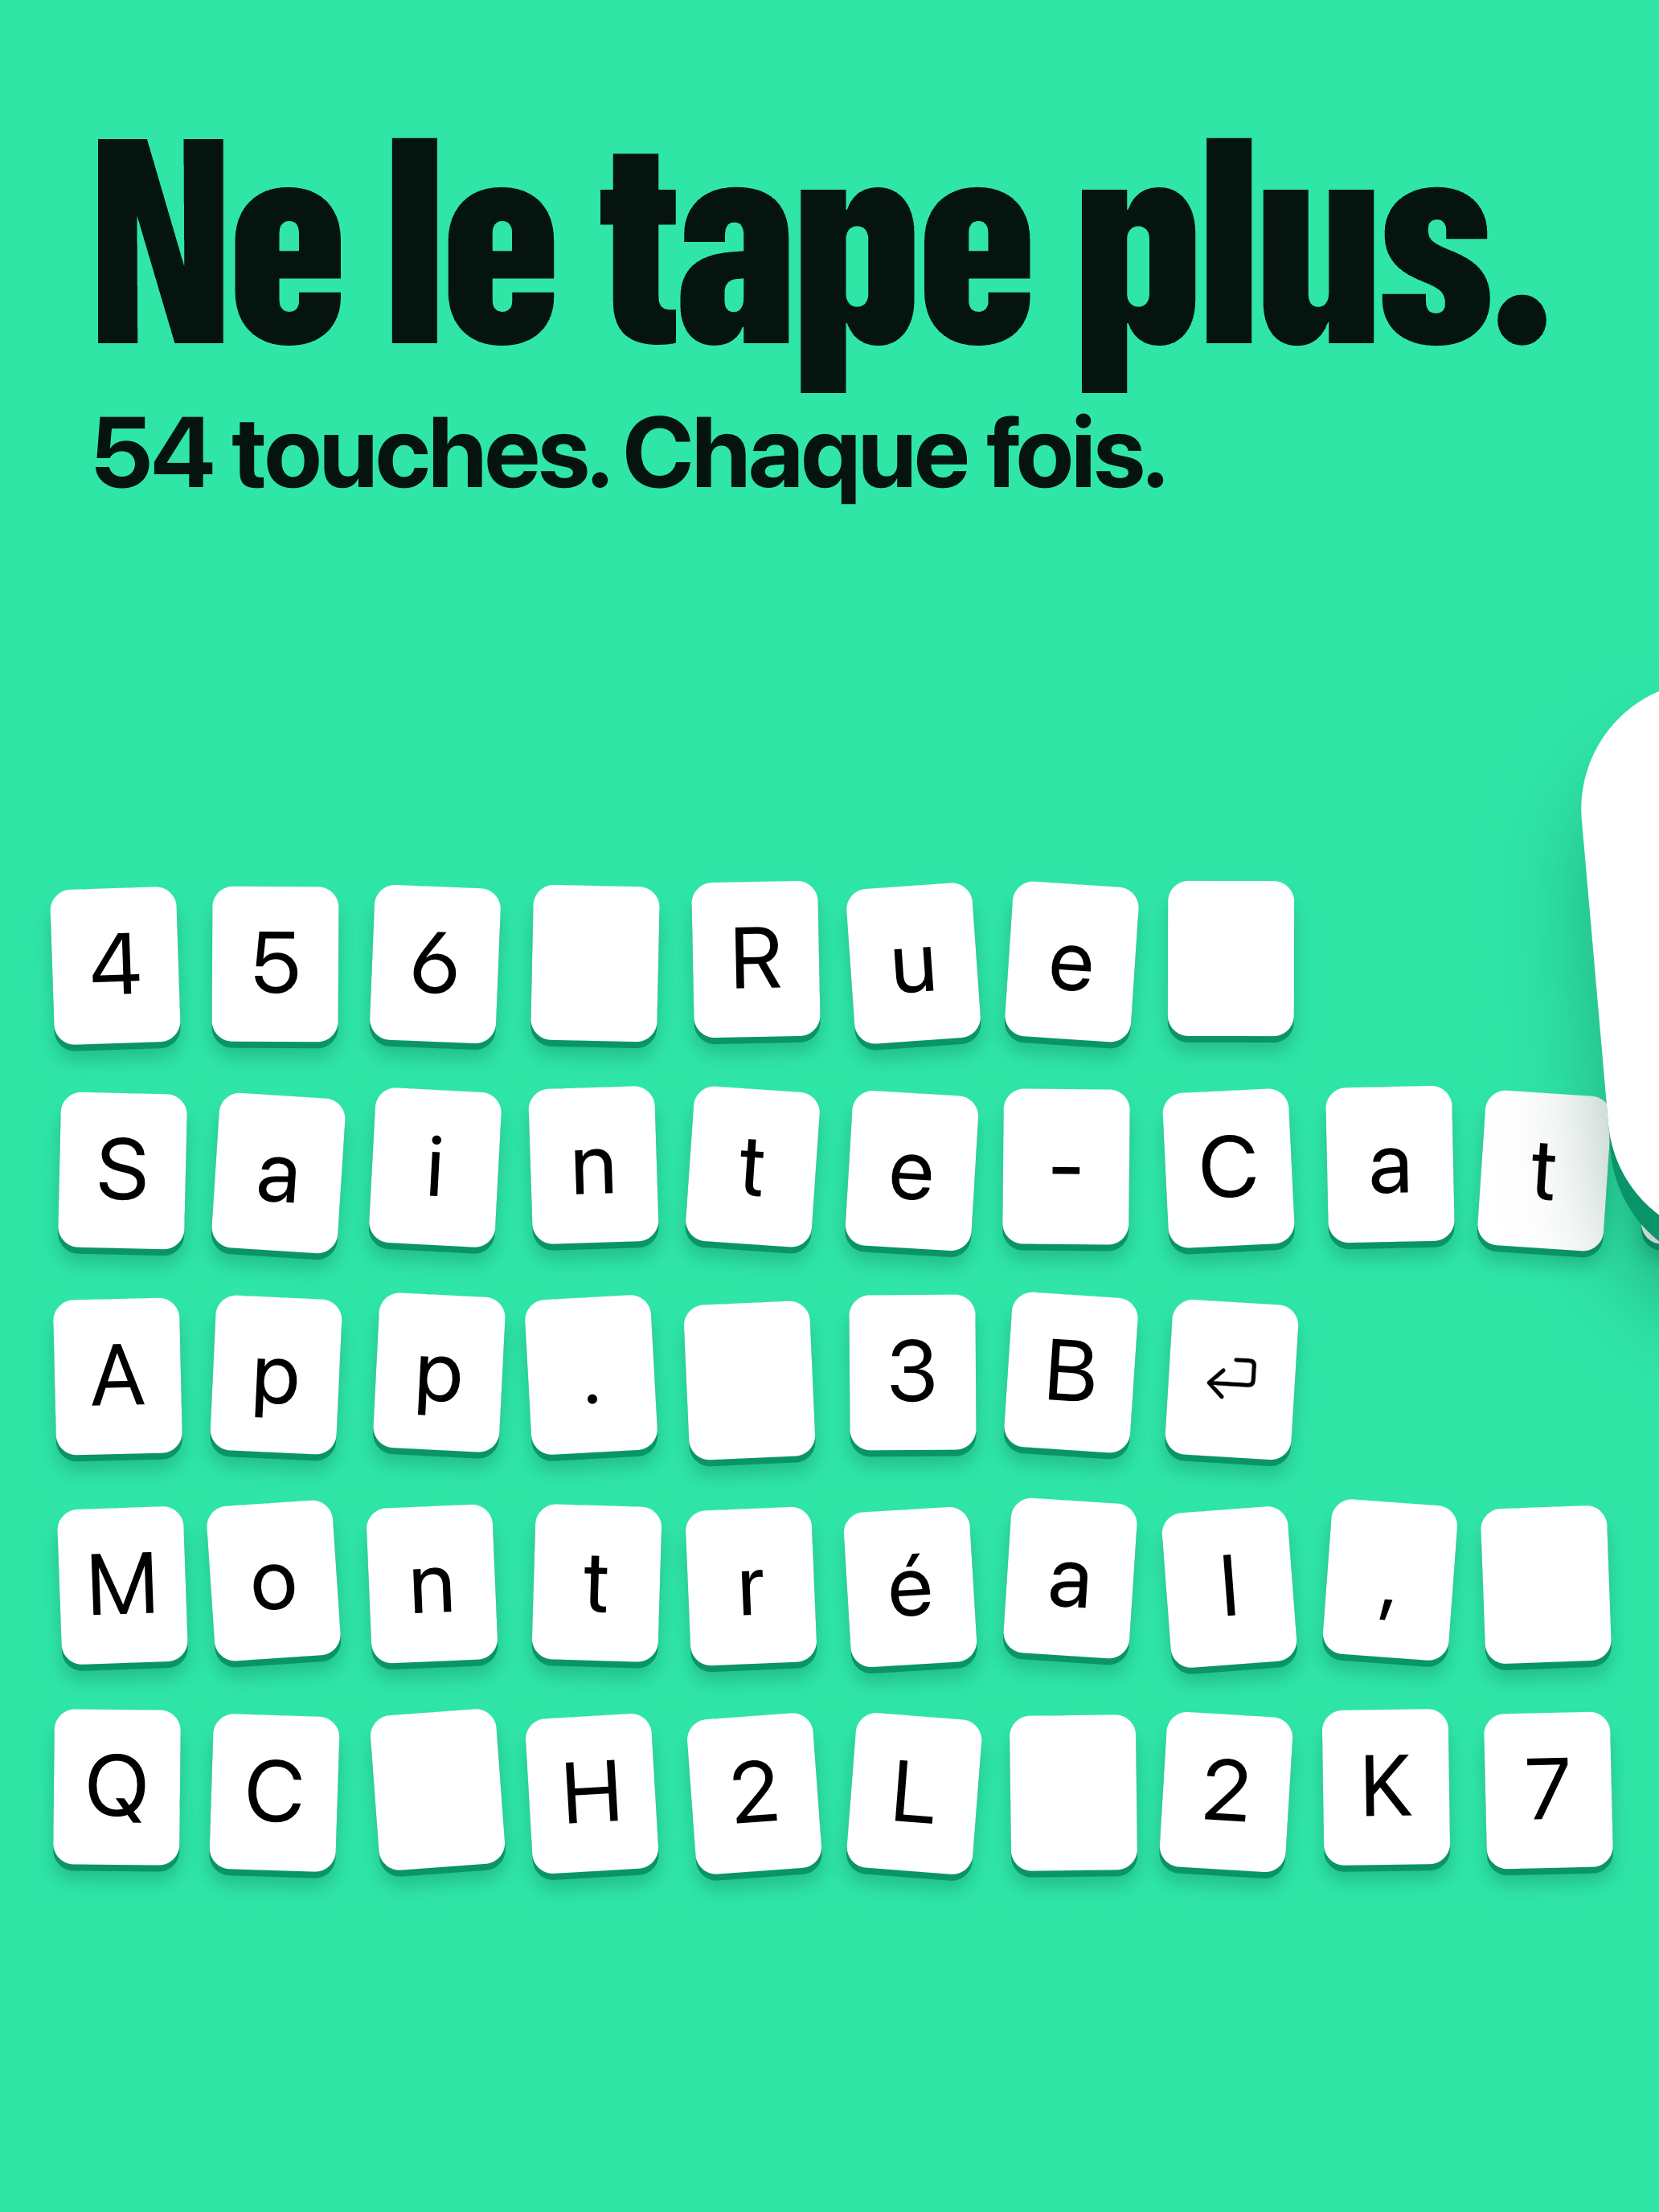 Ne le tape plus.
54 touches. Chaque fois.
456 Rue
Sainte-Cat
App. 3B ⏎
Montréal,
QC H2L 2K7